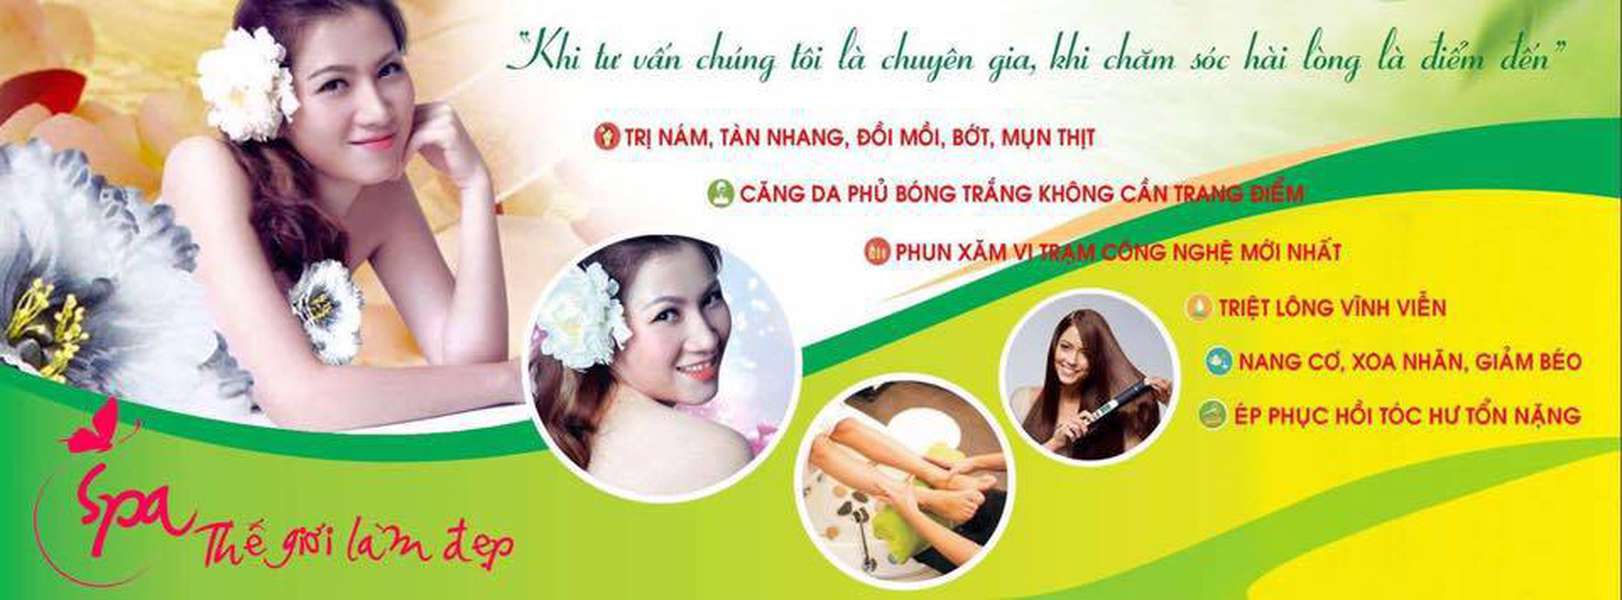 "Khi tư vấn chúng tôi là chuyên gia, khi chăm sóc hài lòng là điểm đến"
TRỊ NÁM, TÀN NHANG, ĐỒI MỒI, BỚT, MỤN THỊT
CĂNG DA PHỦ BÓNG TRẮNG KHÔNG CẦN TRANG ĐIỂM
PHUN XĂM VI TRẠM CÔNG NGHỆ MỚI NHẤT
TRIỆT LÔNG VĨNH VIỄN
NANG CƠ, XOA NHĂN, GIẢM BÉO
ÉP PHỤC HỒI TÓC HƯ TỔN NẶNG
Spa
Thế giới làm đẹp